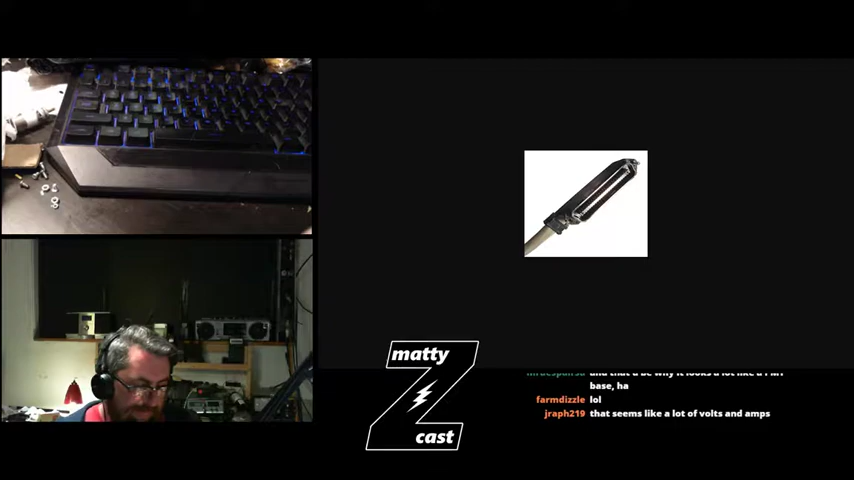 matty
Z
cast
and that'd be why it looks a lot like a PMT
base, ha
farmdizzle lol
jraph219 that seems like a lot of volts and amps